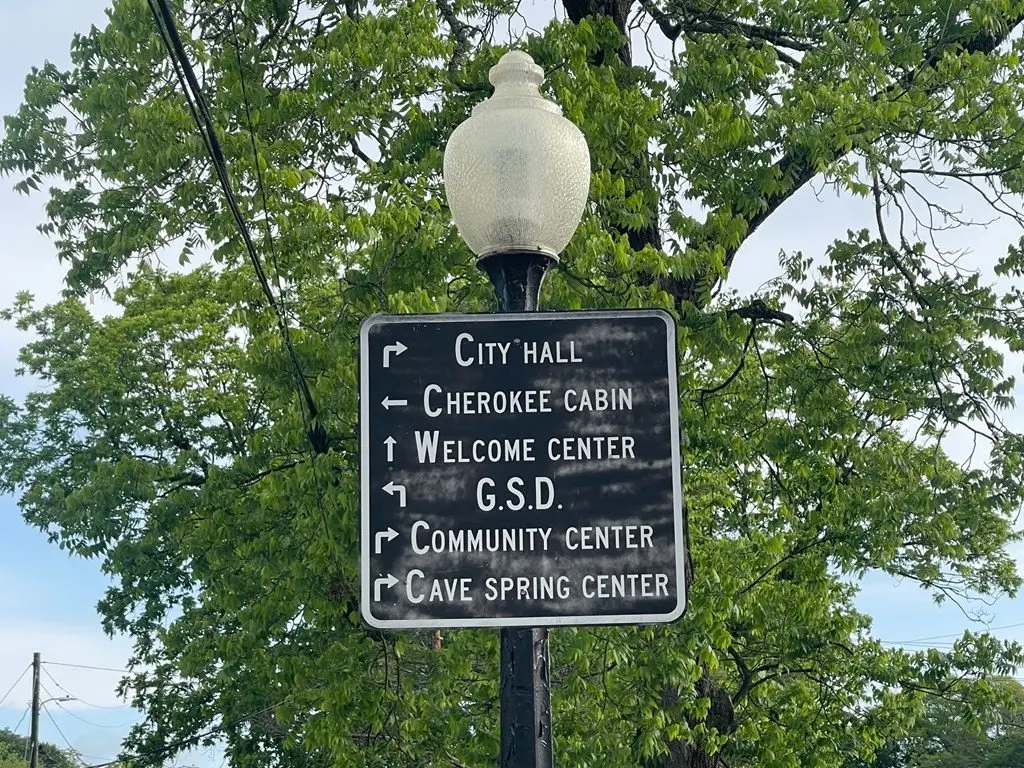 CITY HALL
CHEROKEE CABIN
WELCOME CENTER
G.S.D.
COMMUNITY CENTER
CAVE SPRING CENTER